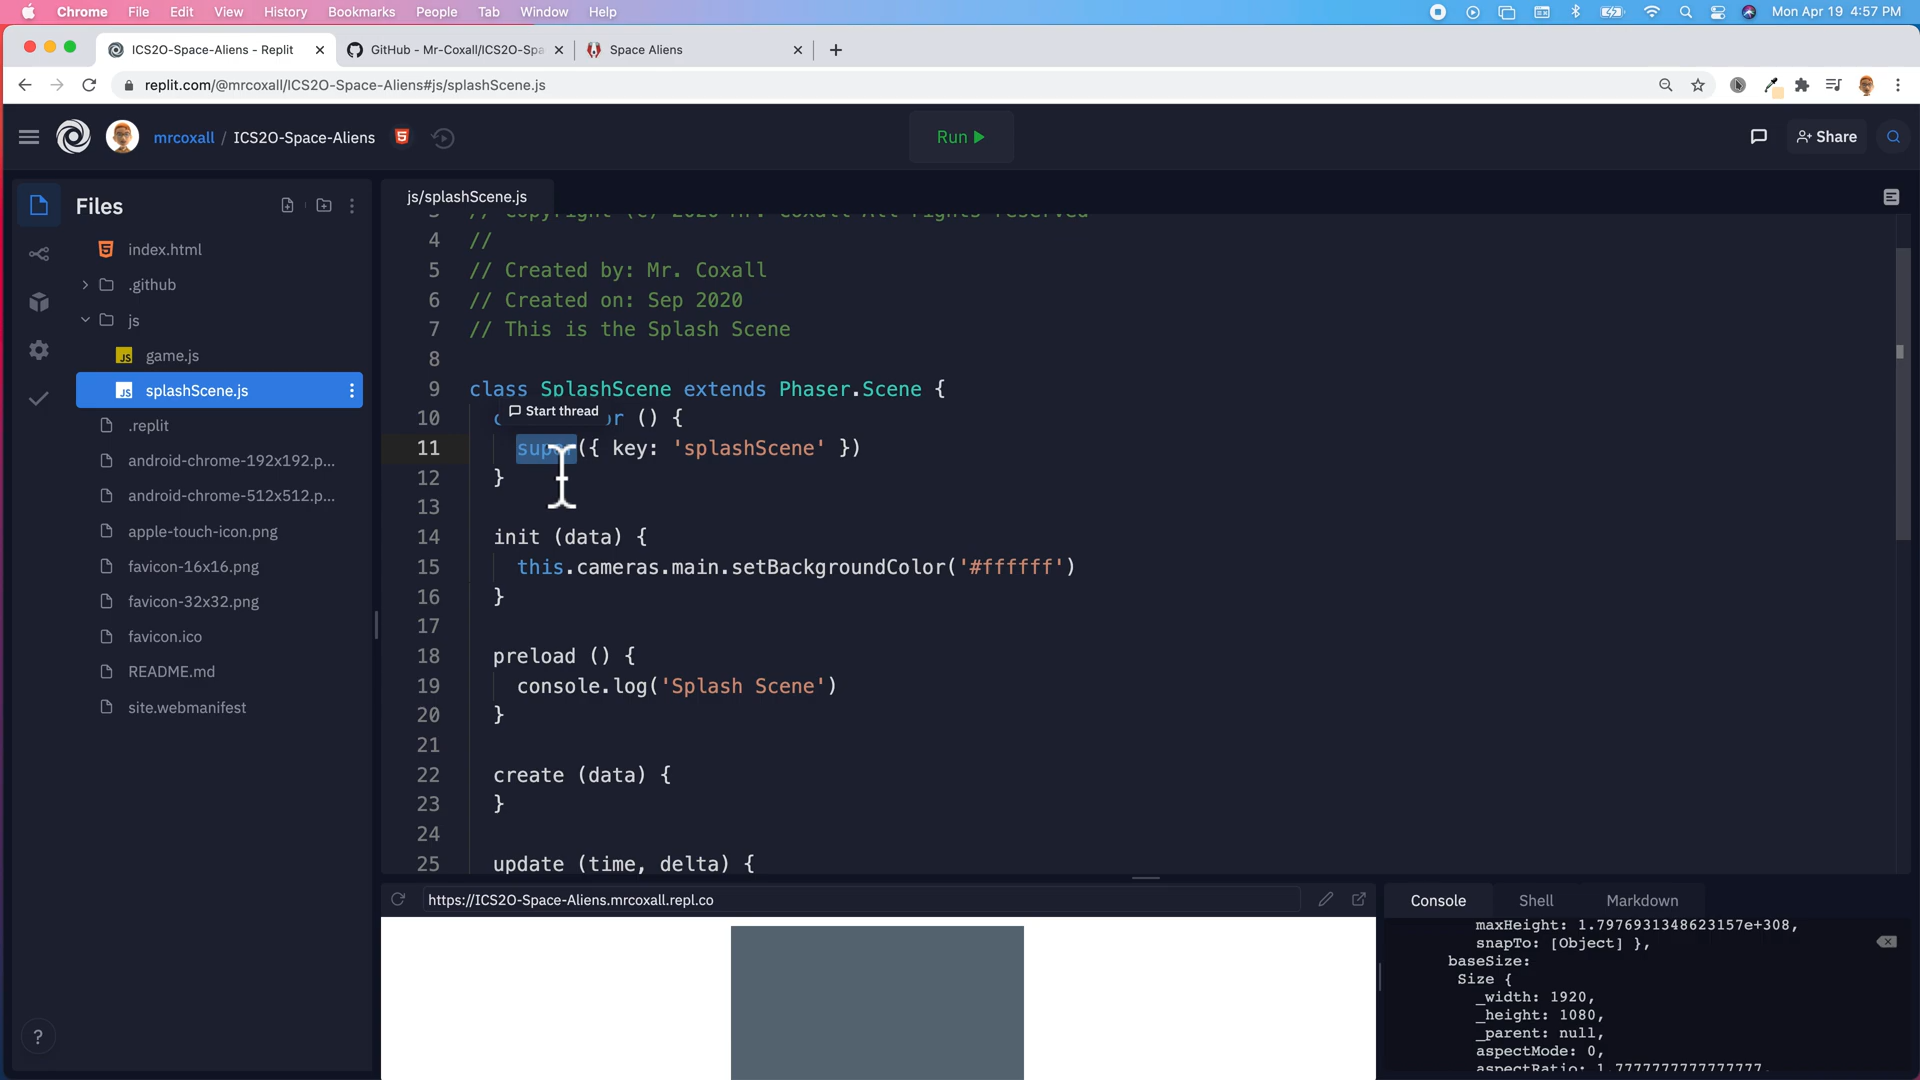 Chrome File Edit View History Bookmarks People Tab Window Help
Mon Apr 19 4:57 PM
ICS2O-Space-Aliens - Replit
GitHub - Mr-Coxall/ICS2O-Spa
Space Aliens
replit.com/@mrcoxall/ICS2O-Space-Aliens#js/splashScene.js
mrcoxall / ICS2O-Space-Aliens
Run
Share
Files
index.html
.github
js
game.js
splashScene.js
.replit
android-chrome-192x192.p...
android-chrome-512x512.p...
apple-touch-icon.png
favicon-16x16.png
favicon-32x32.png
favicon.ico
README.md
site.webmanifest
?
js/splashScene.js
3 // Copyright (c) 2020 Mr. Coxall All rights reserved
4 //
5 // Created by: Mr. Coxall
6 // Created on: Sep 2020
7 // This is the Splash Scene
8
9 class SplashScene extends Phaser.Scene {
Start thread
10 () {
11 super({ key: 'splashScene' })
12 }
13
14 init (data) {
15 this.cameras.main.setBackgroundColor('#ffffff')
16 }
17
18 preload () {
19 console.log('Splash Scene')
20 }
21
22 create (data) {
23 }
24
25 update (time, delta) {
https://ICS2O-Space-Aliens.mrcoxall.repl.co
Console Shell Markdown
maxHeight: 1.7976931348623157e+308,
snapTo: [Object] },
baseSize:
Size {
_width: 1920,
_height: 1080,
_parent: null,
aspectMode: 0,
aspectRatio: 1.7777777777777777,